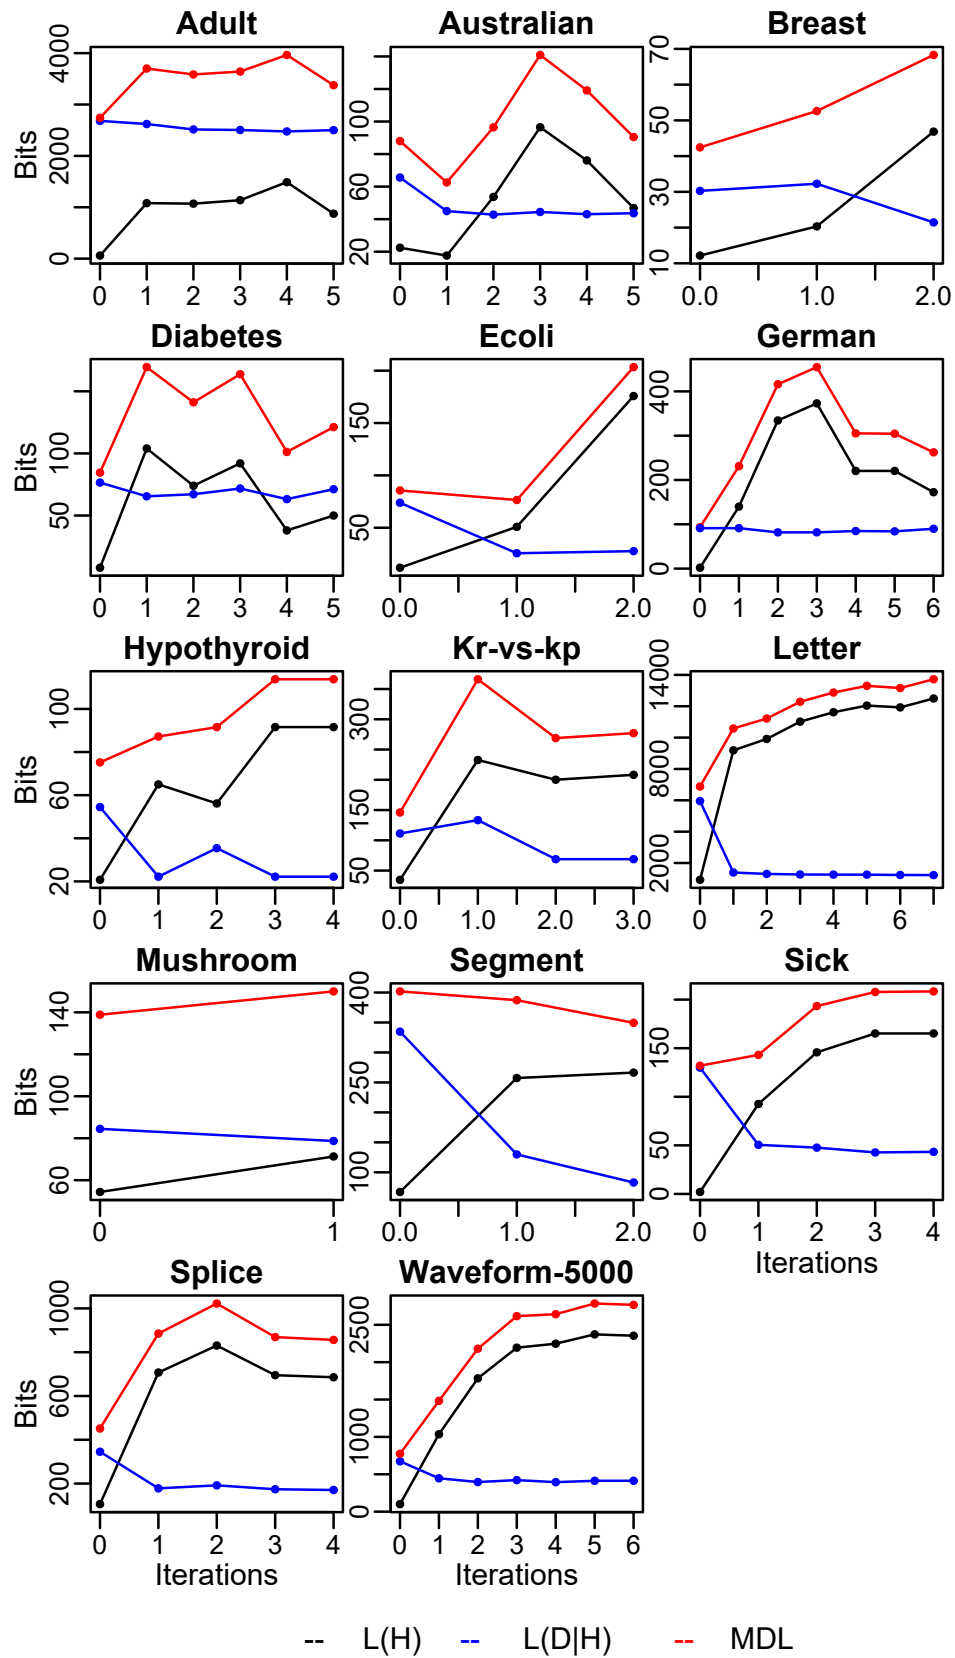 Adult Australian Breast
Bits 0 2000 4000 20 60 100 10 30 50 70
0 1 2 3 4 5 0 1 2 3 4 5 0.0 1.0 2.0
Diabetes Ecoli German
Bits 50 100 50 150 0 200 400
0 1 2 3 4 5 0.0 1.0 2.0 0 1 2 3 4 5 6
Hypothyroid Kr-vs-kp Letter
Bits 20 60 100 50 150 300 2000 8000 14000
0 1 2 3 4 0.0 1.0 2.0 3.0 0 2 4 6
Mushroom Segment Sick
Bits 60 100 140 100 250 400 0 50 150
0 1 0.0 1.0 2.0 0 1 2 3 4
Iterations
Splice Waveform-5000
Bits 200 600 1000 0 1000 2500
0 1 2 3 4 0 1 2 3 4 5 6
Iterations Iterations
-- L(H) -- L(D|H) -- MDL